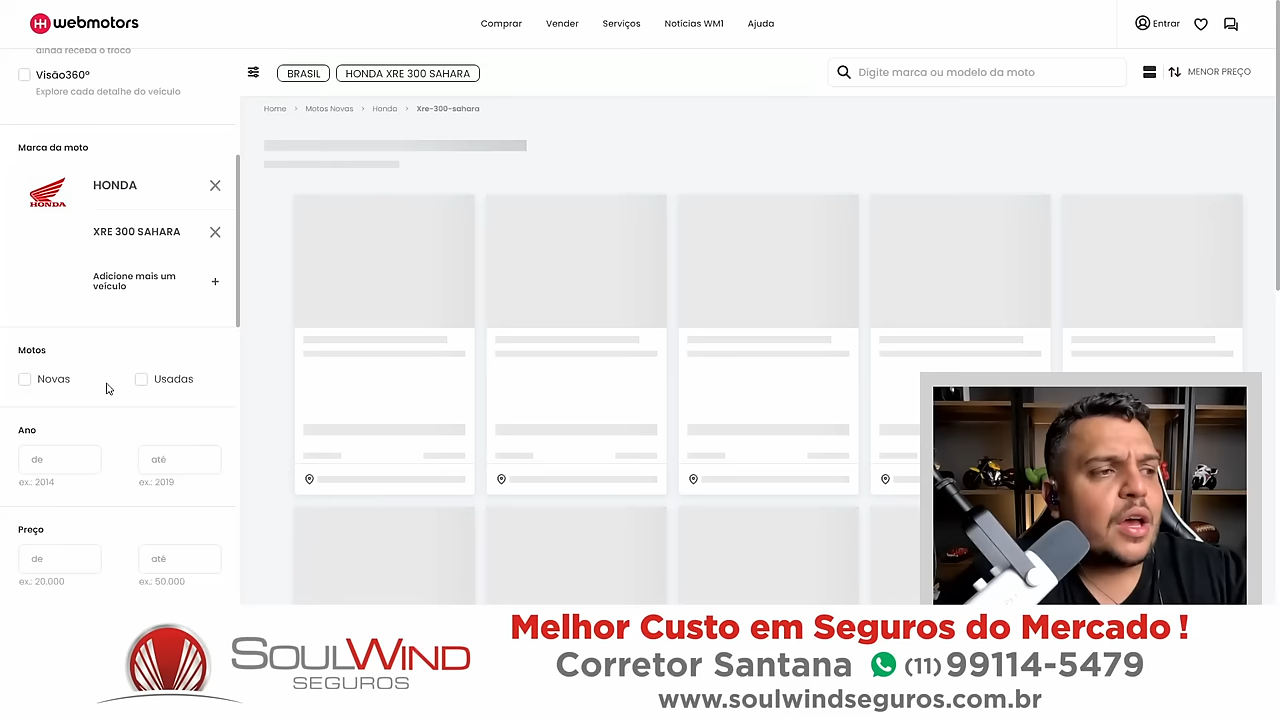 webmotors
Comprar
Vender
Serviços
Notícias WM1
Ajuda
Entrar
ainda receba o troco
Visão360º
Explore cada detalhe do veículo
BRASIL
HONDA XRE 300 SAHARA
Digite marca ou modelo da moto
MENOR PREÇO
Home > Motos Novas > Honda > Xre-300-sahara
Marca da moto
HONDA
HONDA
XRE 300 SAHARA
Adicione mais um
veículo
Motos
Novas
Usadas
Ano
de
até
ex.: 2014
ex.: 2019
Preço
de
até
ex.: 20.000
ex.: 50.000
SOULWIND
SEGUROS
Melhor Custo em Seguros do Mercado !
Corretor Santana (11) 99114-5479
www.soulwindseguros.com.br